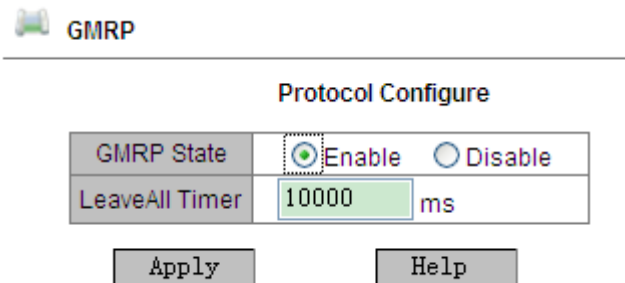 GMRP
Protocol Configure
GMRP State Enable Disable
LeaveAll Timer 10000 ms
Apply Help